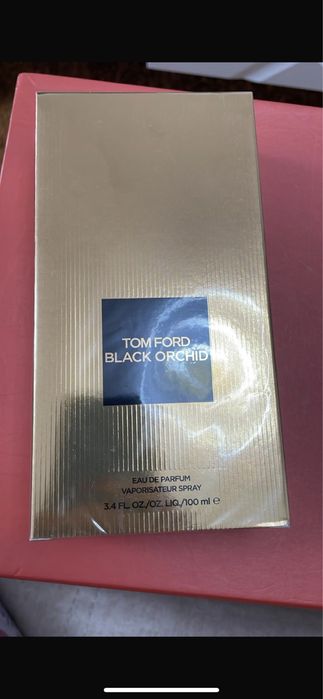 TOM FORD
BLACK ORCHID
EAU DE PARFUM
VAPORISATEUR SPRAY
3.4 FL. OZ./OZ. LIQ./100 ml ℮